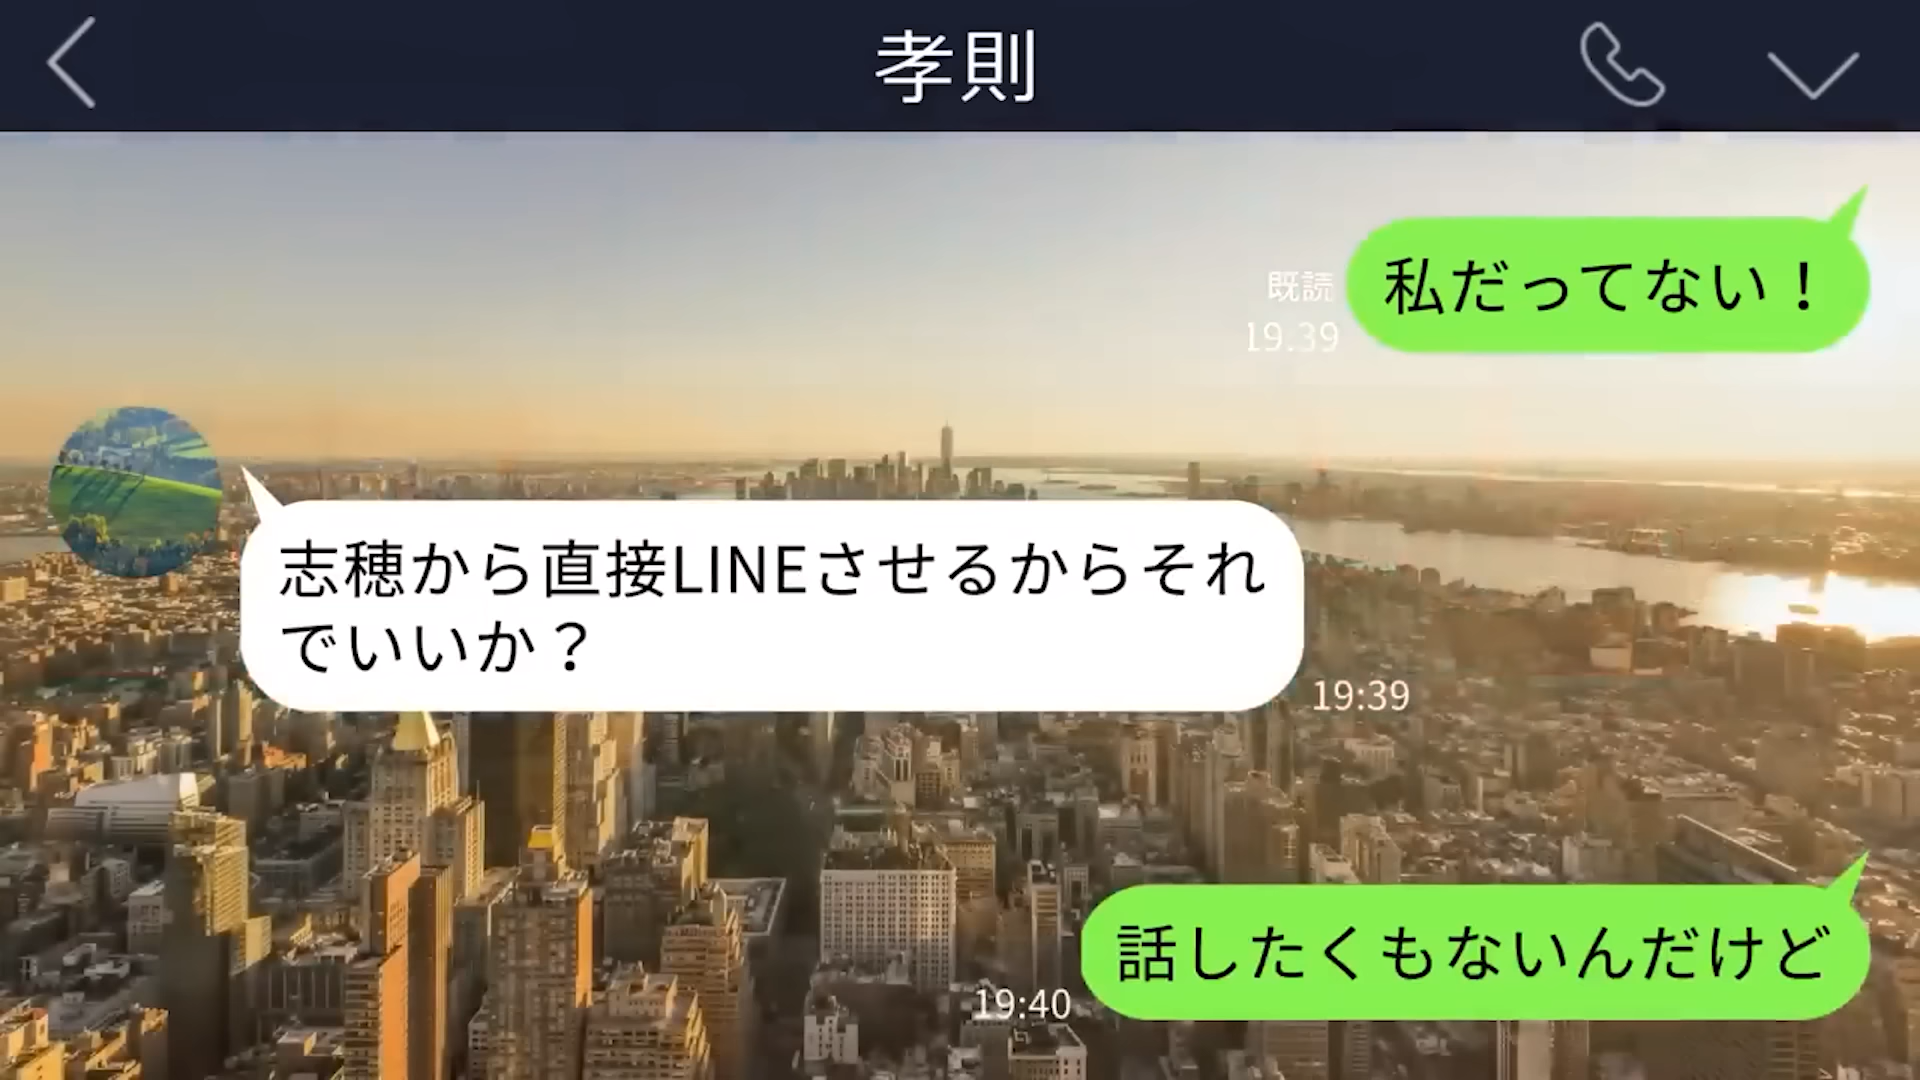 孝則
私だってない！
既読
19:39
志穂から直接LINEさせるからそれ
でいいか？
19:39
話したくもないんだけど
19:40